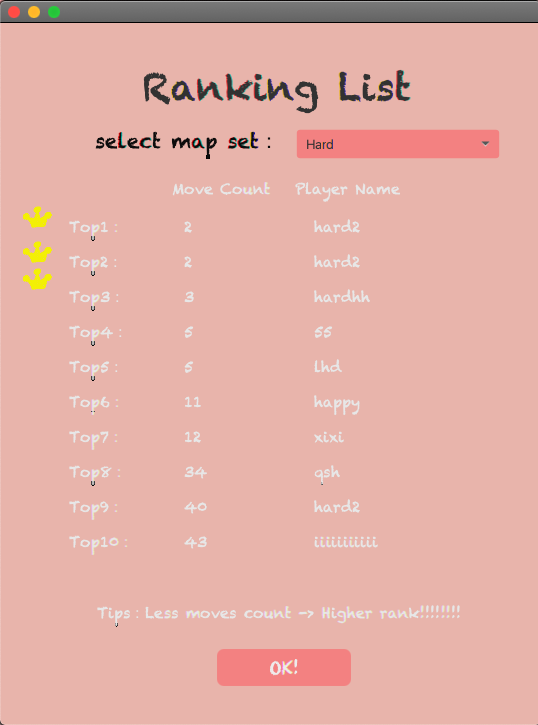 Ranking List
select map set : Hard
Move Count Player Name
Top1 : 2 hard2
Top2 : 2 hard2
Top3 : 3 hardhh
Top4 : 5 55
Top5 : 5 lhd
Top6 : 11 happy
Top7 : 12 xixi
Top8 : 34 qsh
Top9 : 40 hard2
Top10 : 43 iiiiiiiiiii
Tips : Less moves count -> Higher rank!!!!!!!!
OK!